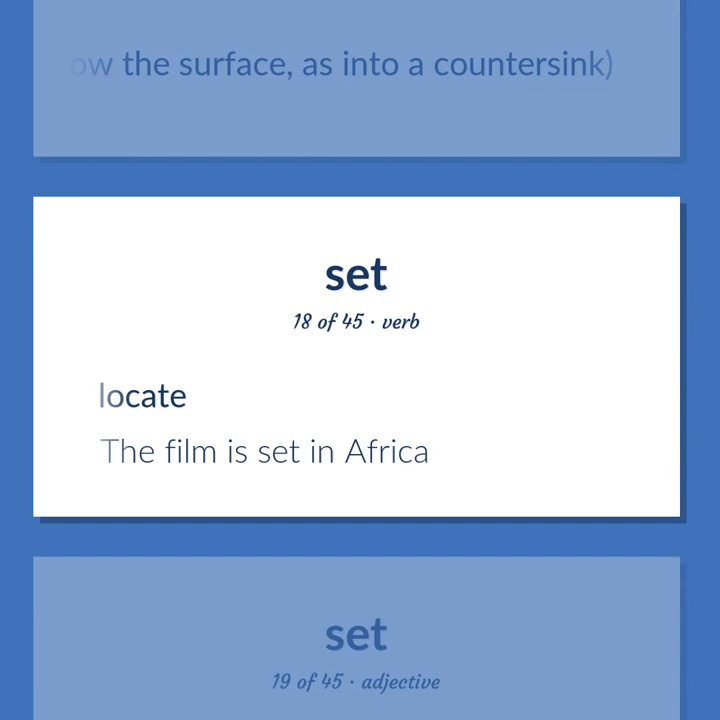 ow the surface, as into a countersink)
set
18 of 45 · verb
locate
The film is set in Africa
set
19 of 45 · adjective